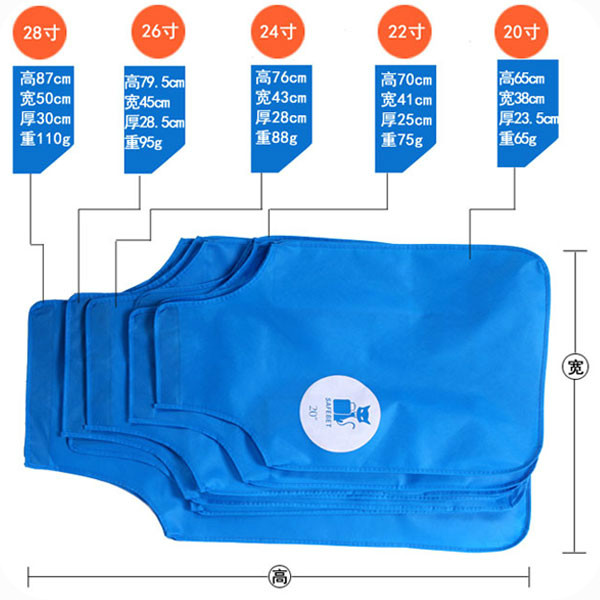 28寸
26寸
24寸
22寸
20寸
高87cm
宽50cm
厚30cm
重110g
高79.5cm
宽45cm
厚28.5cm
重95g
高76cm
宽43cm
厚28cm
重88g
高70cm
宽41cm
厚25cm
重75g
高65cm
宽38cm
厚23.5cm
重65g
宽
SAFEBET
20"
高